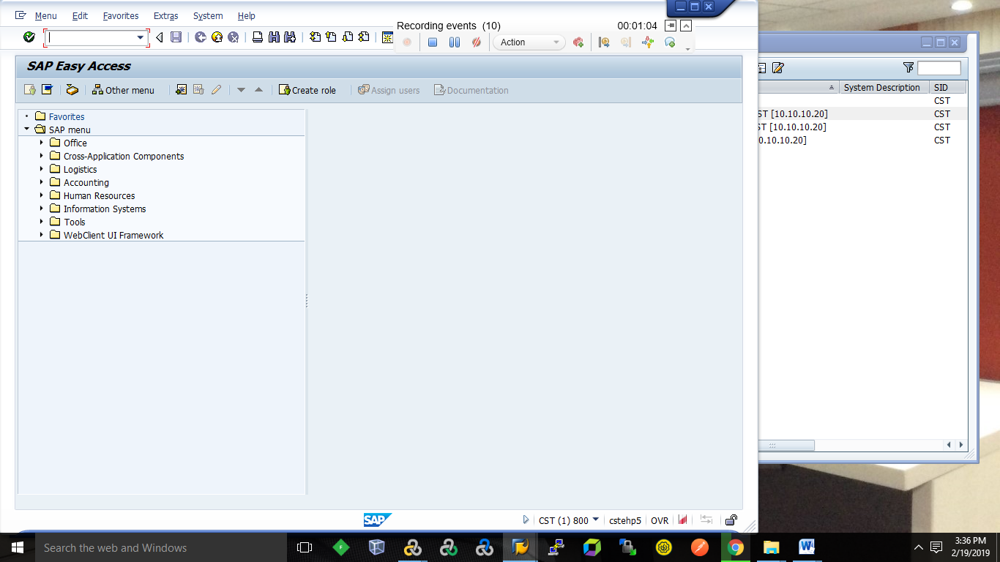 Menu Edit Favorites Extras System Help
Recording events (10) 00:01:04
Action
SAP Easy Access
Other menu Create role Assign users Documentation
Favorites
SAP menu
Office
Cross-Application Components
Logistics
Accounting
Human Resources
Information Systems
Tools
WebClient UI Framework
System Description SID
CST
ST [10.10.10.20] CST
ST [10.10.10.20] CST
0.10.10.20] CST
SAP CST (1) 800 cstehp5 OVR
Search the web and Windows
3:36 PM
2/19/2019